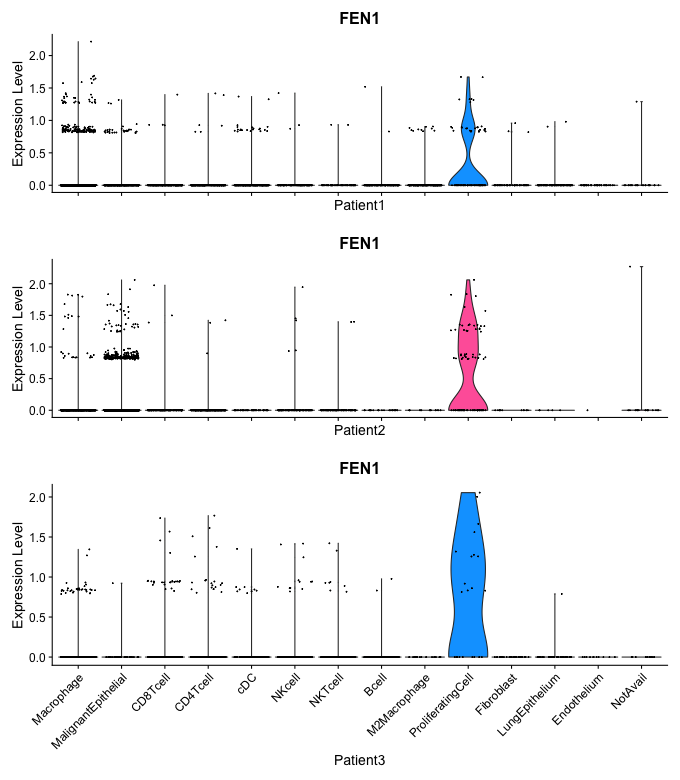 FEN1
Expression Level
2.0
1.5
1.0
0.5
0.0
Patient1
FEN1
Expression Level
2.0
1.5
1.0
0.5
0.0
Patient2
FEN1
Expression Level
2.0
1.5
1.0
0.5
0.0
Macrophage
MalignantEpithelial
CD8Tcell
CD4Tcell
cDC
NKcell
NKTcell
Bcell
M2Macrophage
ProliferatingCell
Fibroblast
LungEpithelium
Endothelium
NotAvail
Patient3